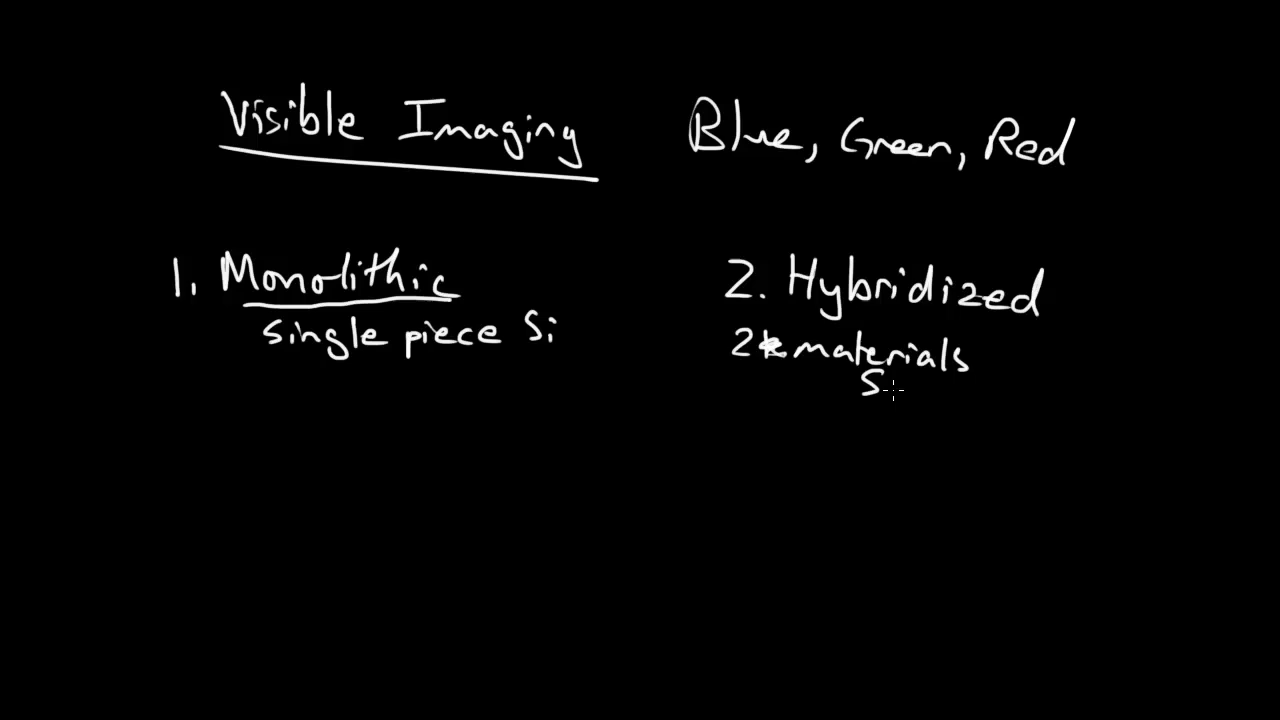 Visible Imaging
Blue, Green, Red
1. Monolithic
single piece Si
2. Hybridized
2 materials
S